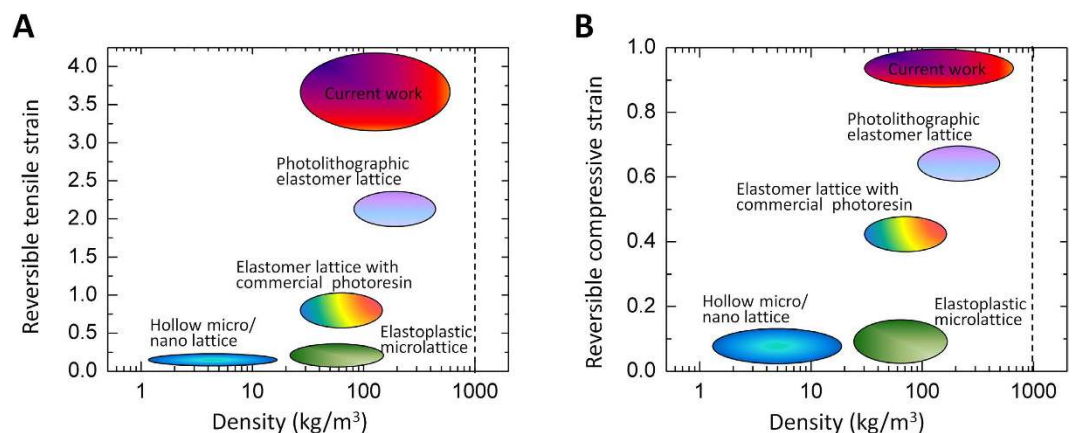 A
Reversible tensile strain
4.0
3.5
3.0
2.5
2.0
1.5
1.0
0.75
0.5
0.25
0.0
Current work
Photolithographic
elastomer lattice
Elastomer lattice with
commercial photoresin
Hollow micro/
nano lattice
Elastoplastic
microlattice
1
10
100
1000
Density (kg/m³)
B
Reversible compressive strain
1.0
0.8
0.6
0.4
0.2
0.0
Current work
Photolithographic
elastomer lattice
Elastomer lattice with
commercial photoresin
Hollow micro/
nano lattice
Elastoplastic
microlattice
1
10
100
1000
Density (kg/m³)